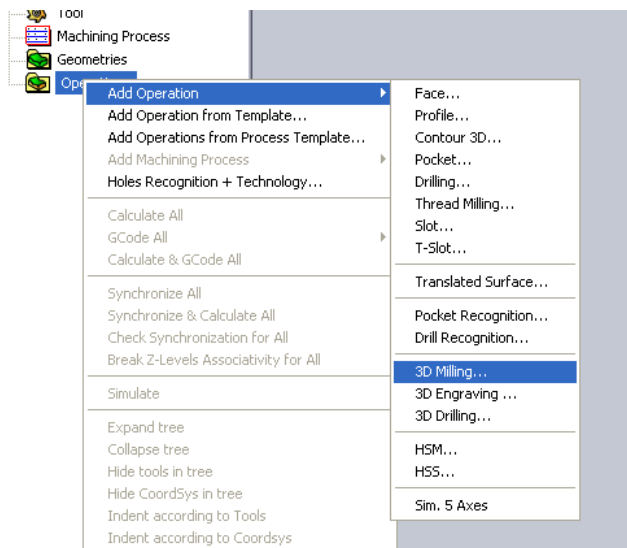 Tool
Machining Process
Geometries
Add Operation
Add Operation from Template...
Add Operations from Process Template...
Add Machining Process
Holes Recognition + Technology...
Calculate All
GCode All
Calculate & GCode All
Synchronize All
Synchronize & Calculate All
Check Synchronization for All
Break Z-Levels Associativity for All
Simulate
Expand tree
Collapse tree
Hide tools in tree
Hide CoordSys in tree
Indent according to Tools
Indent according to Coordsys
Face...
Profile...
Contour 3D...
Pocket...
Drilling...
Thread Milling...
Slot...
T-Slot...
Translated Surface...
Pocket Recognition...
Drill Recognition...
3D Milling...
3D Engraving ...
3D Drilling...
HSM...
HSS...
Sim. 5 Axes